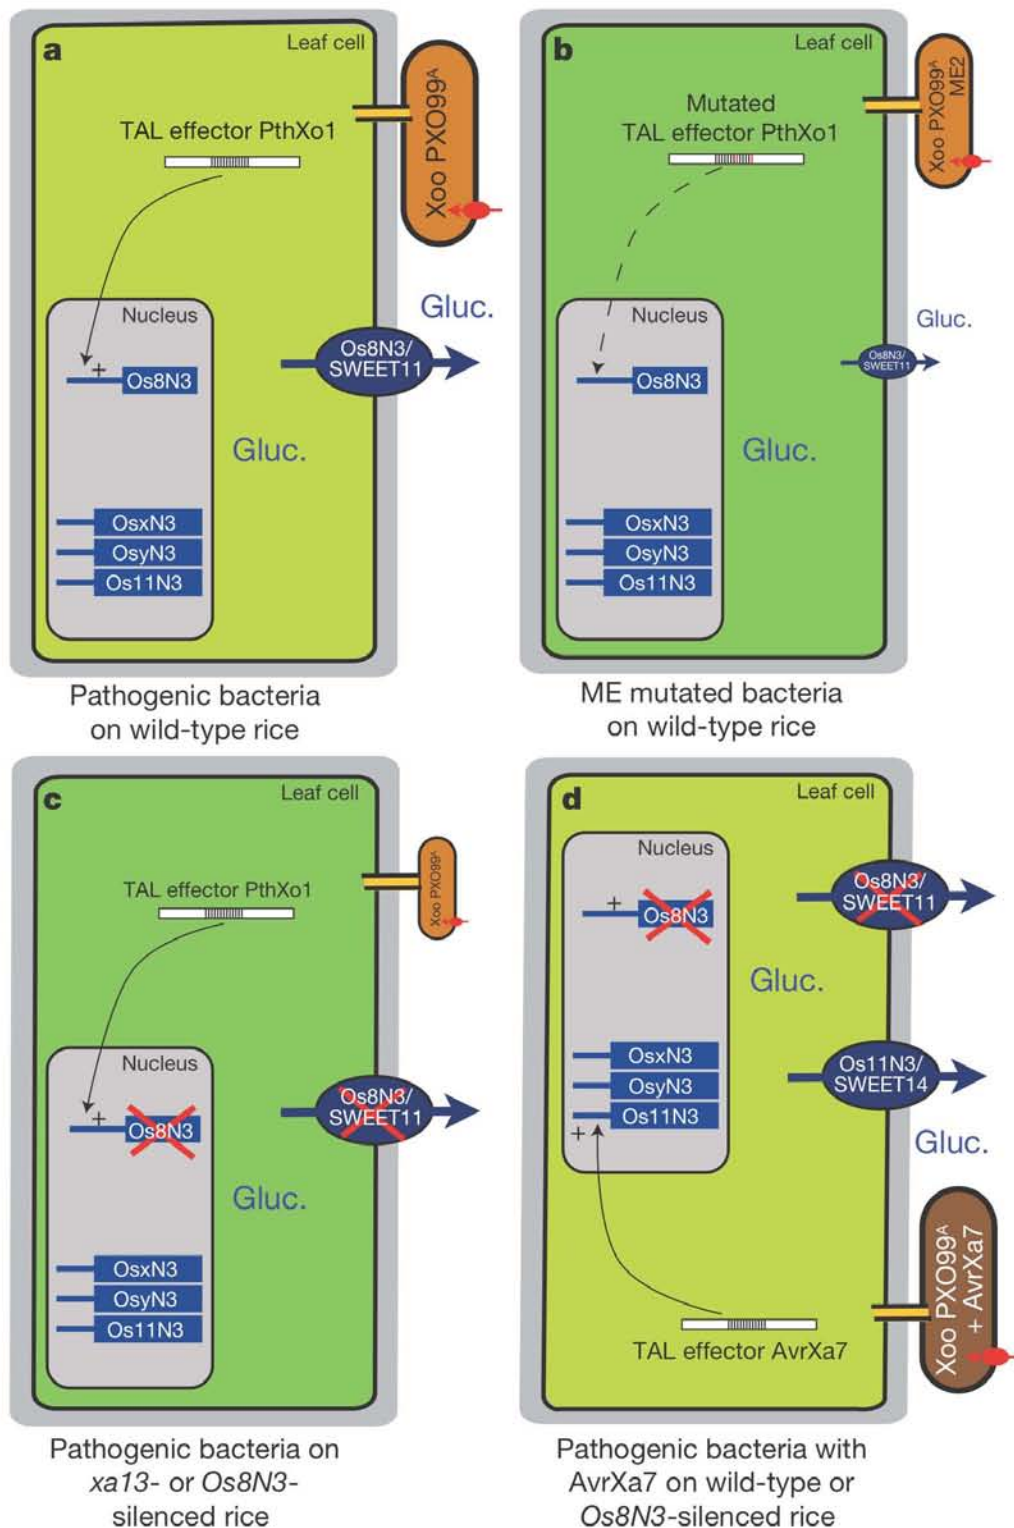 a
Leaf cell
TAL effector PthXo1
Xoo PXO99A
Gluc.
Nucleus
Os8N3/
SWEET11
+
Os8N3
Gluc.
OsxN3
OsyN3
Os11N3
Pathogenic bacteria
on wild-type rice
b
Leaf cell
Mutated
TAL effector PthXo1
Xoo PXO99A
ME2
Gluc.
Nucleus
Os8N3/
SWEET11
Os8N3
Gluc.
OsxN3
OsyN3
Os11N3
ME mutated bacteria
on wild-type rice
c
Leaf cell
TAL effector PthXo1
Xoo PXO99A
Nucleus
Os8N3/
SWEET11
+
Os8N3
Gluc.
OsxN3
OsyN3
Os11N3
Pathogenic bacteria on
xa13- or Os8N3-
silenced rice
d
Leaf cell
Nucleus
Os8N3/
SWEET11
+
Os8N3
Gluc.
OsxN3
OsyN3
Os11N3
+
Os11N3/
SWEET14
Gluc.
Xoo PXO99A
+ AvrXa7
TAL effector AvrXa7
Pathogenic bacteria with
AvrXa7 on wild-type or
Os8N3-silenced rice